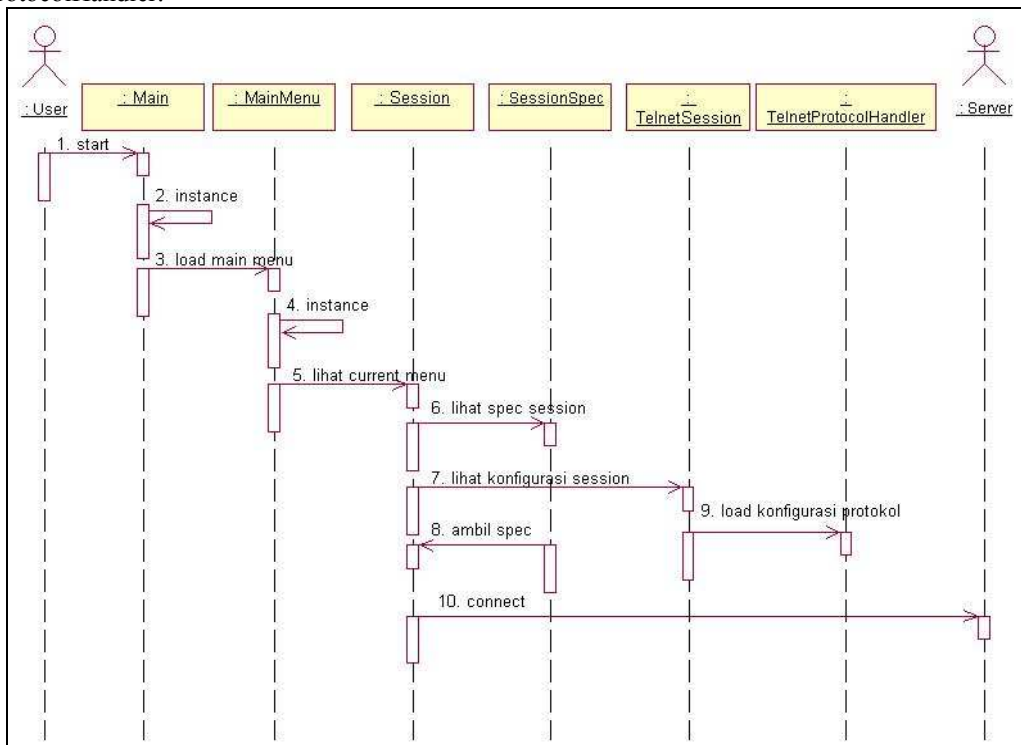 : User
: Main
: MainMenu
: Session
: SessionSpec
:
TelnetSession
:
TelnetProtocolHandler
: Server
1. start
2. instance
3. load main menu
4. instance
5. lihat current menu
6. lihat spec session
7. lihat konfigurasi session
9. load konfigurasi protokol
8. ambil spec
10. connect